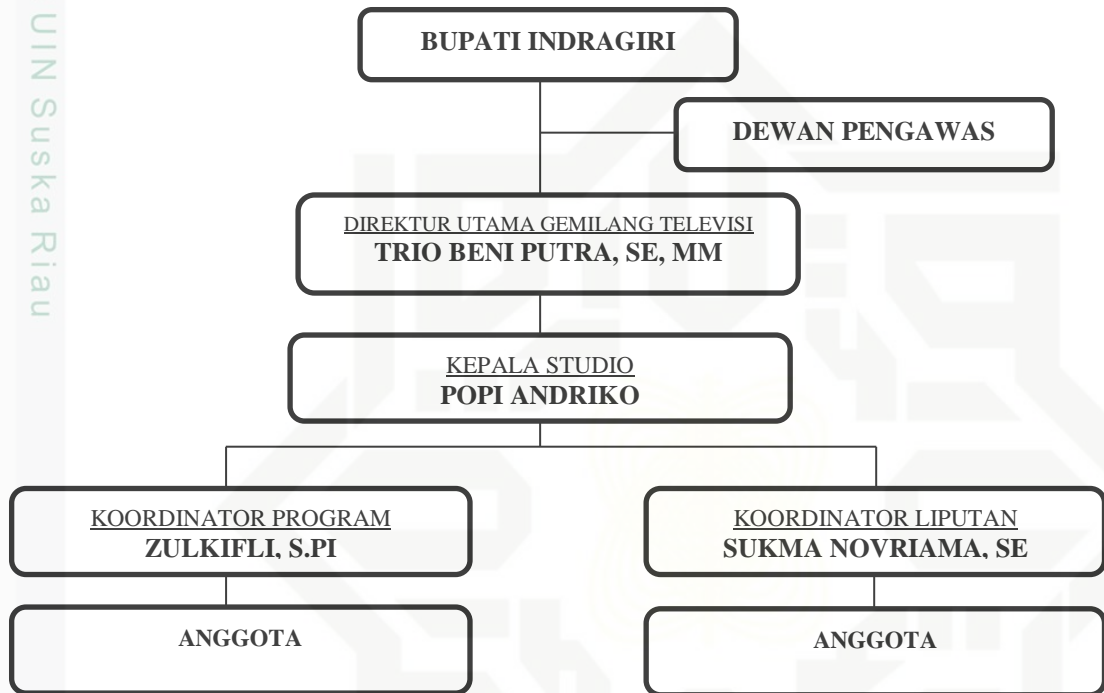 UIN Suska Riau
BUPATI INDRAGIRI
DEWAN PENGAWAS
DIREKTUR UTAMA GEMILANG TELEVISI
TRIO BENI PUTRA, SE, MM
KEPALA STUDIO
POPI ANDRIKO
KOORDINATOR PROGRAM
ZULKIFLI, S.PI
KOORDINATOR LIPUTAN
SUKMA NOVRIAMA, SE
ANGGOTA
ANGGOTA